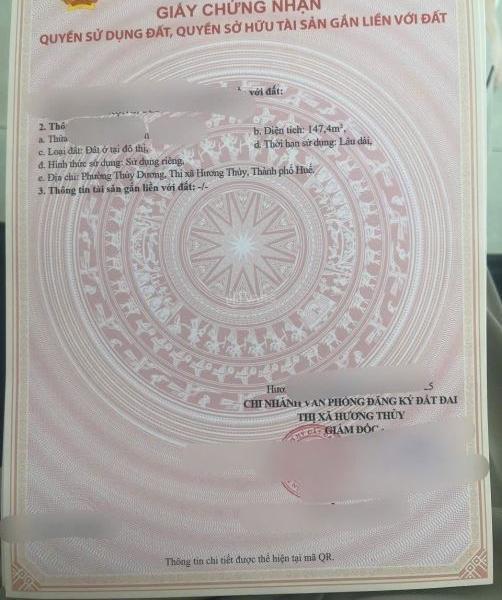 GIẤY CHỨNG NHẬN
QUYỀN SỬ DỤNG ĐẤT, QUYỀN SỞ HỮU TÀI SẢN GẮN LIỀN VỚI ĐẤT
với đất:
2. Thô
a. Thửa
b. Diện tích: 147,4m²,
c. Loại đất: Đất ở tại đô thị,
d. Thời hạn sử dụng: Lâu dài,
đ. Hình thức sử dụng: Sử dụng riêng,
e. Địa chỉ: Phường Thủy Dương, Thị xã Hương Thủy, Thành phố Huế.
3. Thông tin tài sản gắn liền với đất: -/-
Hươ
5
CHI NHÁNH VĂN PHÒNG ĐĂNG KÝ ĐẤT ĐAI
THỊ XÃ HƯƠNG THỦY
GIÁM ĐỐC
Thông tin chi tiết được thể hiện tại mã QR.